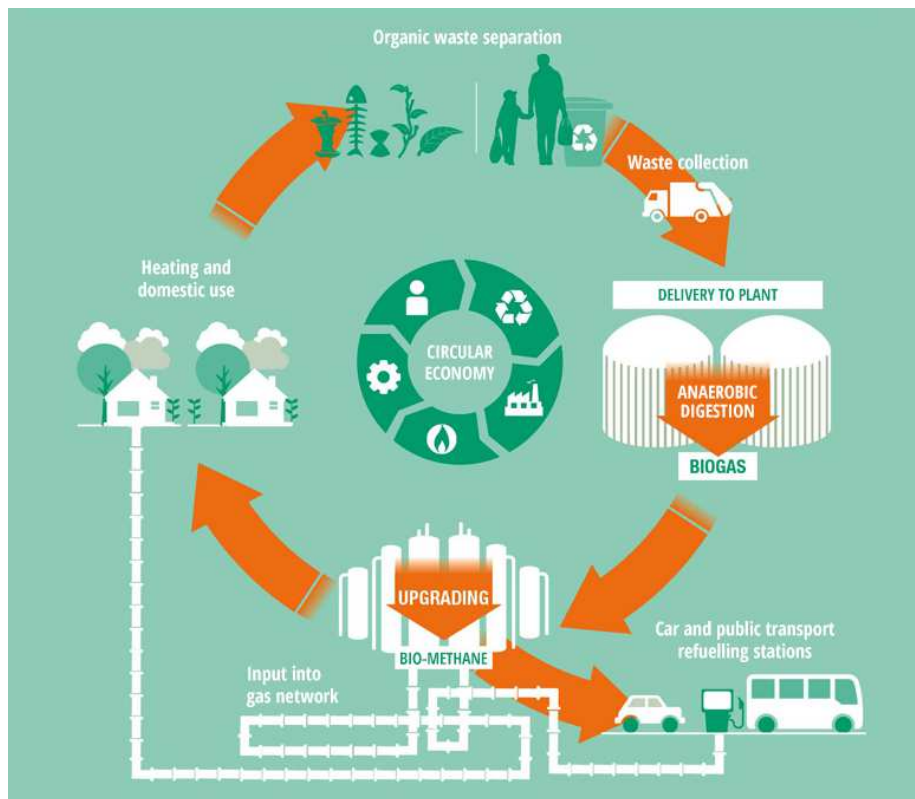 Organic waste separation
Waste collection
DELIVERY TO PLANT
ANAEROBIC
DIGESTION
BIOGAS
Heating and
domestic use
CIRCULAR
ECONOMY
UPGRADING
BIO-METHANE
Input into
gas network
Car and public transport
refuelling stations